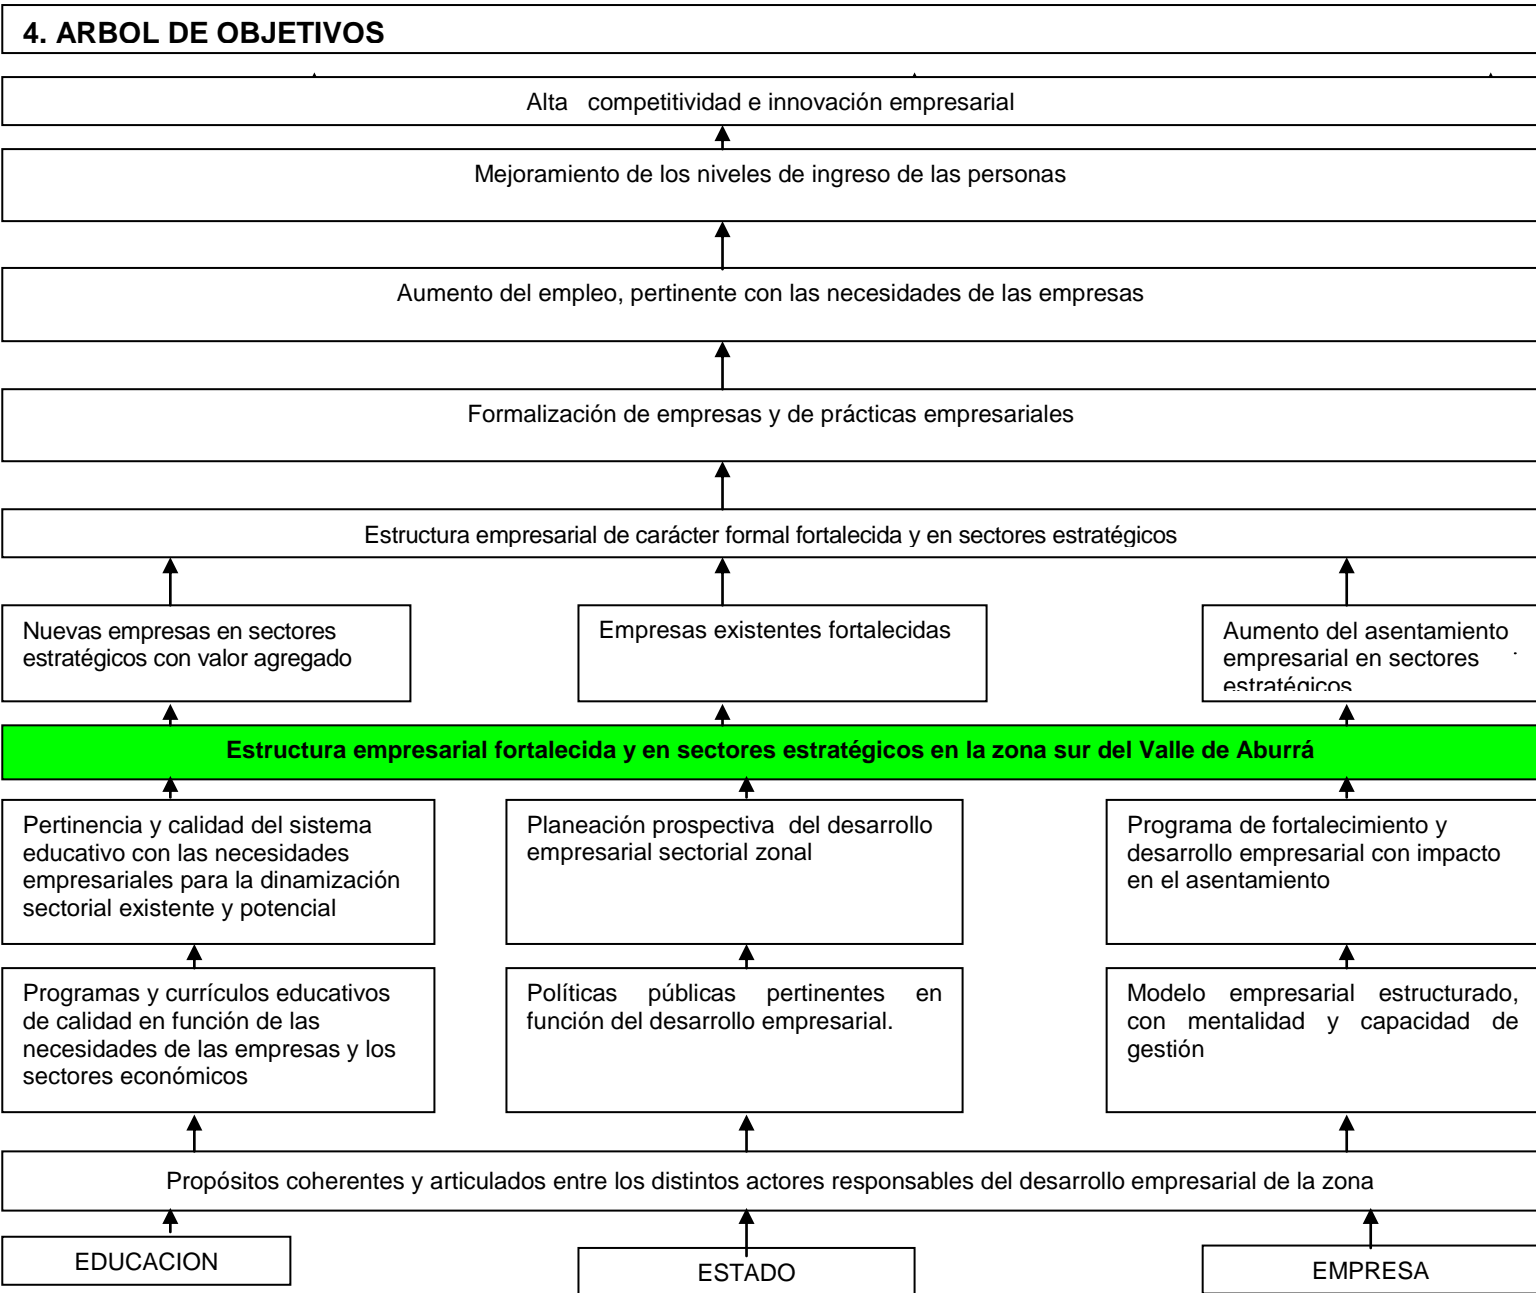 4. ARBOL DE OBJETIVOS
Alta competitividad e innovación empresarial
Mejoramiento de los niveles de ingreso de las personas
Aumento del empleo, pertinente con las necesidades de las empresas
Formalización de empresas y de prácticas empresariales
Estructura empresarial de carácter formal fortalecida y en sectores estratégicos
Nuevas empresas en sectores
estratégicos con valor agregado
Empresas existentes fortalecidas
Aumento del asentamiento
empresarial en sectores
estratégicos
Estructura empresarial fortalecida y en sectores estratégicos en la zona sur del Valle de Aburrá
Pertinencia y calidad del sistema
educativo con las necesidades
empresariales para la dinamización
sectorial existente y potencial
Planeación prospectiva del desarrollo
empresarial sectorial zonal
Programa de fortalecimiento y
desarrollo empresarial con impacto
en el asentamiento
Programas y currículos educativos
de calidad en función de las
necesidades de las empresas y los
sectores económicos
Políticas públicas pertinentes en
función del desarrollo empresarial.
Modelo empresarial estructurado,
con mentalidad y capacidad de
gestión
Propósitos coherentes y articulados entre los distintos actores responsables del desarrollo empresarial de la zona
EDUCACION
ESTADO
EMPRESA